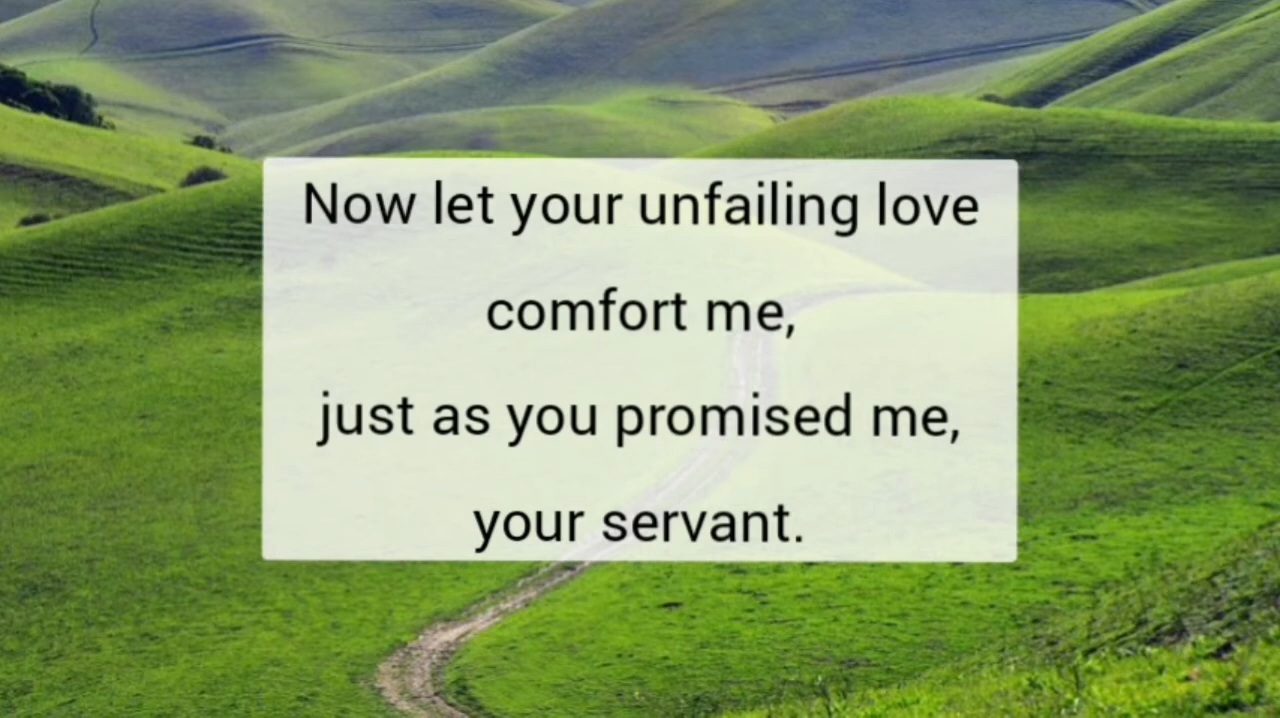 Now let your unfailing love
comfort me,
just as you promised me,
your servant.